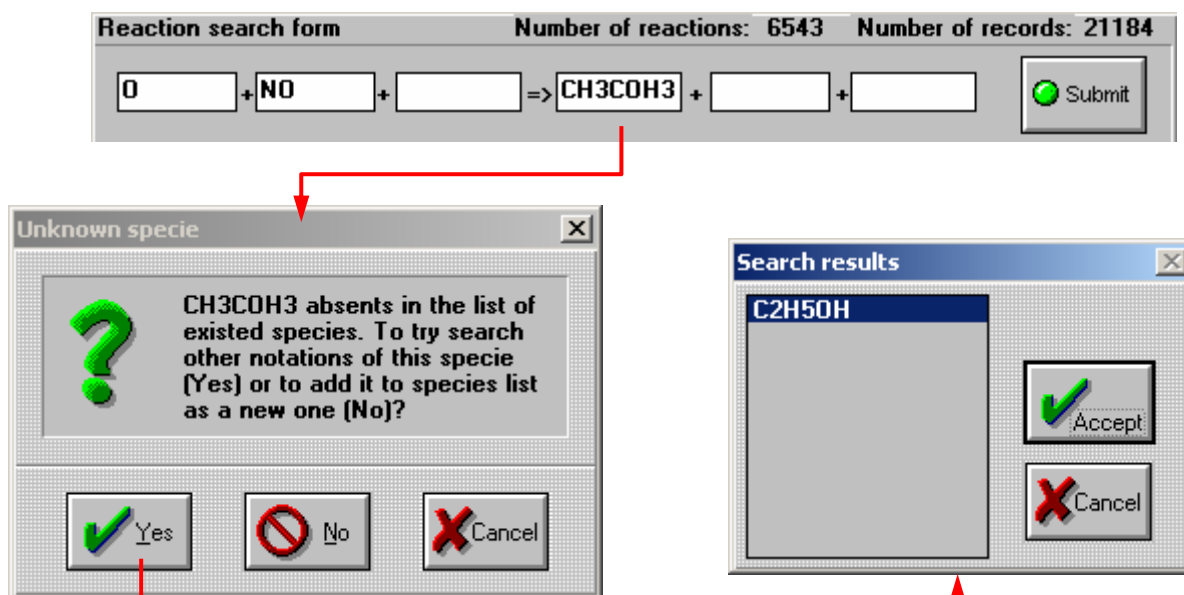 Reaction search form Number of reactions: 6543 Number of records: 21184
O + NO + => CH3COH3 + + Submit
Unknown specie
CH3COH3 absents in the list of
existed species. To try search
other notations of this specie
(Yes) or to add it to species list
as a new one (No)?
Yes No Cancel
Search results
C2H5OH
Accept
Cancel